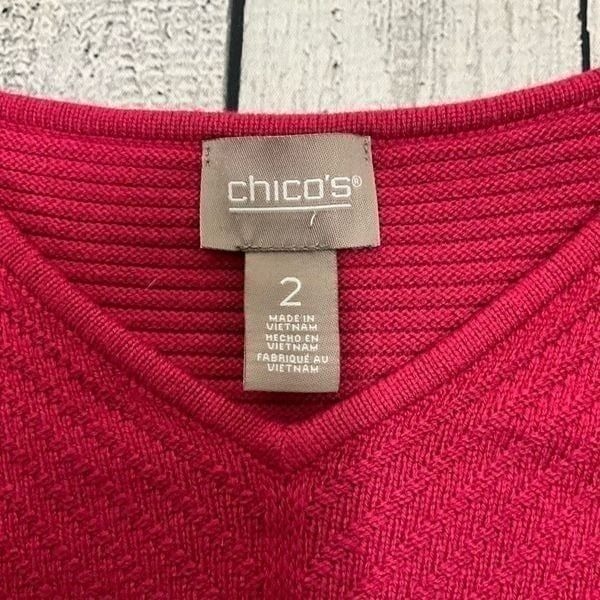 chico's®
2
MADE IN
VIETNAM
HECHO EN
VIETNAM
FABRIQUÉ AU
VIETNAM